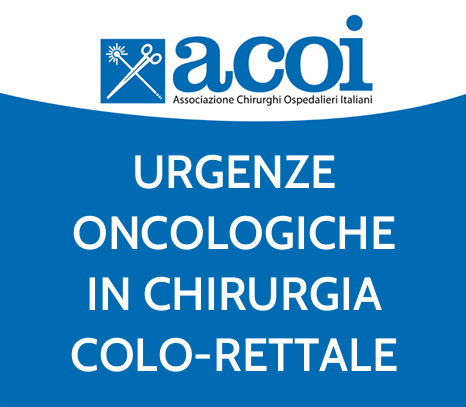 acoi
Associazione Chirurghi Ospedalieri Italiani
URGENZE
ONCOLOGICHE
IN CHIRURGIA
COLO-RETTALE